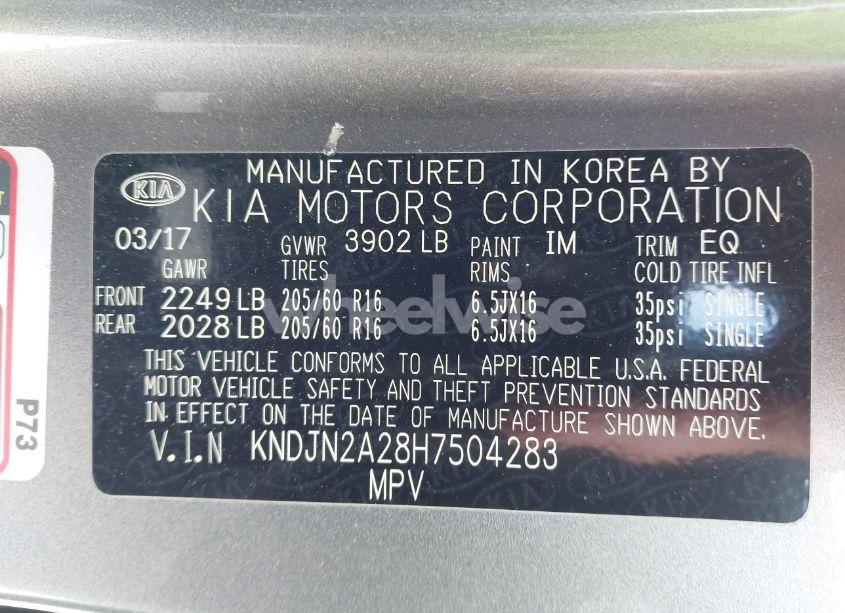 KIA
MANUFACTURED IN KOREA BY
KIA MOTORS CORPORATION
03/17 GVWR 3902 LB PAINT IM TRIM EQ
GAWR TIRES RIMS COLD TIRE INFL
FRONT 2249 LB 205/60 R16 6.5JX16 35psi SINGLE
REAR 2028 LB 205/60 R16 6.5JX16 35psi SINGLE
wheelwise
THIS VEHICLE CONFORMS TO ALL APPLICABLE U.S.A. FEDERAL
MOTOR VEHICLE SAFETY AND THEFT PREVENTION STANDARDS
IN EFFECT ON THE DATE OF MANUFACTURE SHOWN ABOVE.
V.I.N KNDJN2A28H7504283
MPV
P73